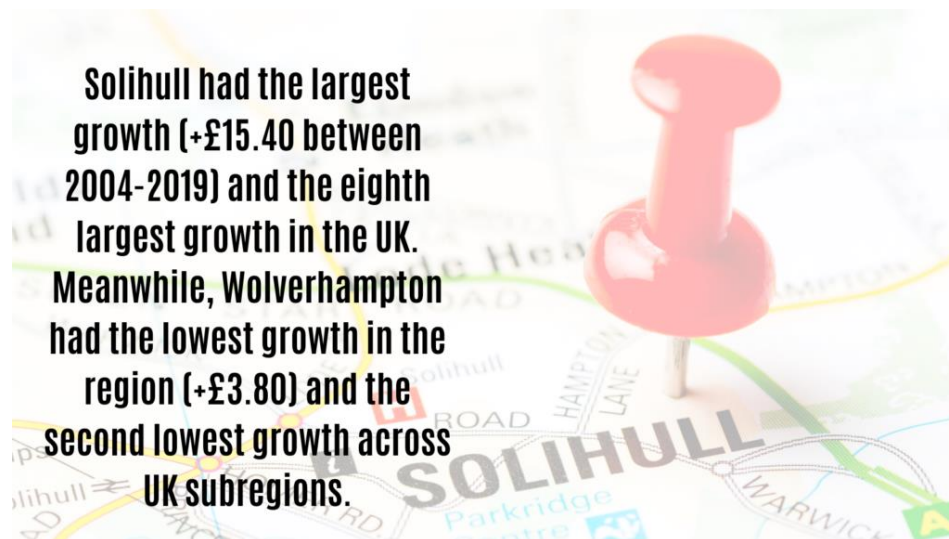 Solihull had the largest
growth (+£15.40 between
2004-2019) and the eighth
largest growth in the UK.
Meanwhile, Wolverhampton
had the lowest growth in the
region (+£3.80) and the
second lowest growth across
UK subregions.
Solihull
HAMPTON
LANE
ROAD
SOLIHULL
Parkridge
Centre
WARWICK